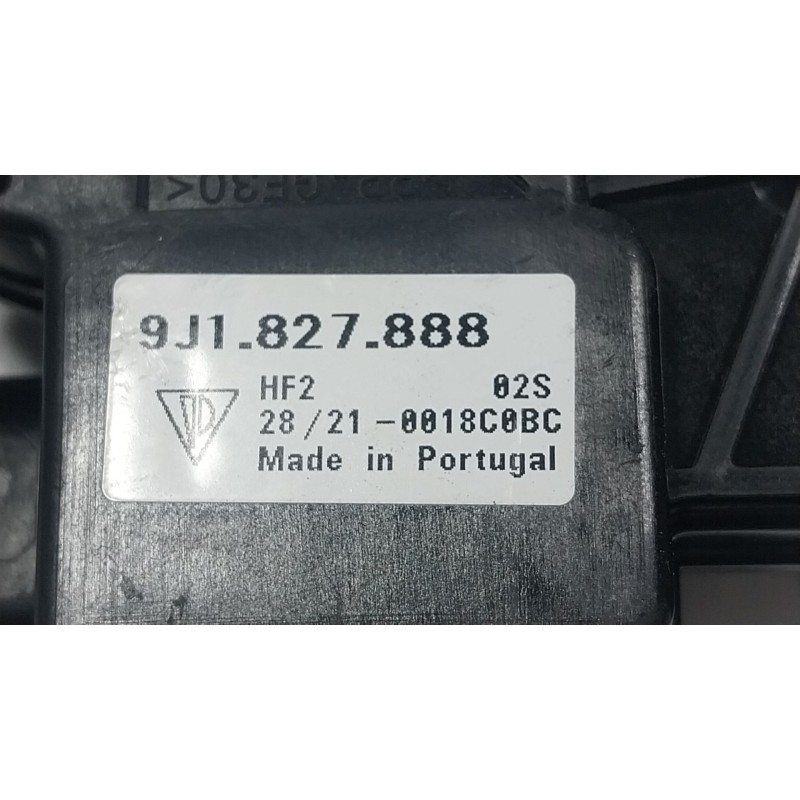 9J1.827.888
HF2 02S
28/21-0018C0BC
Made in Portugal